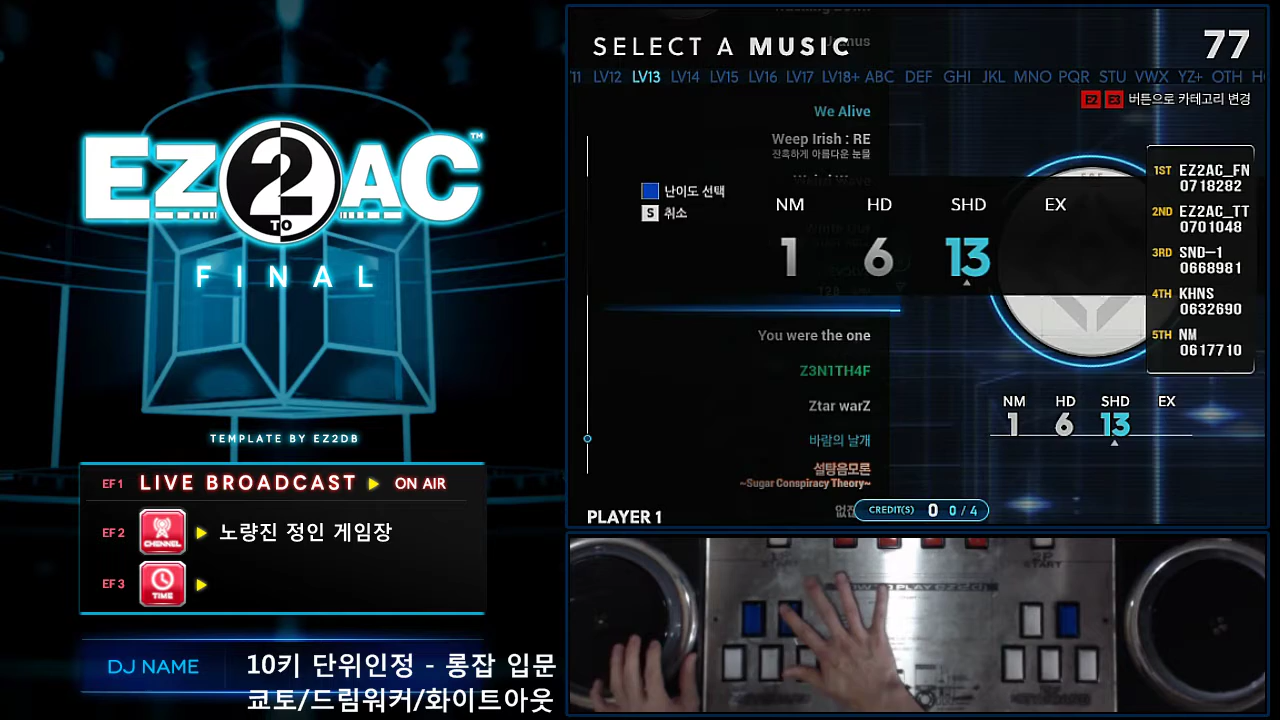 EZ2AC™
TO
FINAL
TEMPLATE BY EZ2DB
EF 1 LIVE BROADCAST ON AIR
EF 2 CHENNEL 노량진 정인 게임장
EF 3 TIME
DJ NAME 10키 단위인정 - 롱잡 입문
쿄토/드림워커/화이트아웃
SELECT A MUSIC
77
LV12 LV13 LV14 LV15 LV16 LV17 LV18+ ABC DEF GHI JKL MNO PQR STU VWX YZ+ OTH
E2 E3 버튼으로 카테고리 변경
We Alive
Weep Irish : RE
잔혹하게 아름다운 눈물
난이도 선택
S 취소
NM HD SHD EX
1 6 13
1ST EZ2AC_FN
0718282
2ND EZ2AC_TT
0701048
3RD SND-1
0668981
4TH KHNS
0632690
5TH NM
0617710
You were the one
Z3N1TH4F
Ztar warZ
바람의 날개
설탕음모론
~Sugar Conspiracy Theory~
NM HD SHD EX
1 6 13
PLAYER 1
CREDIT(S) 0 0 / 4
START
START